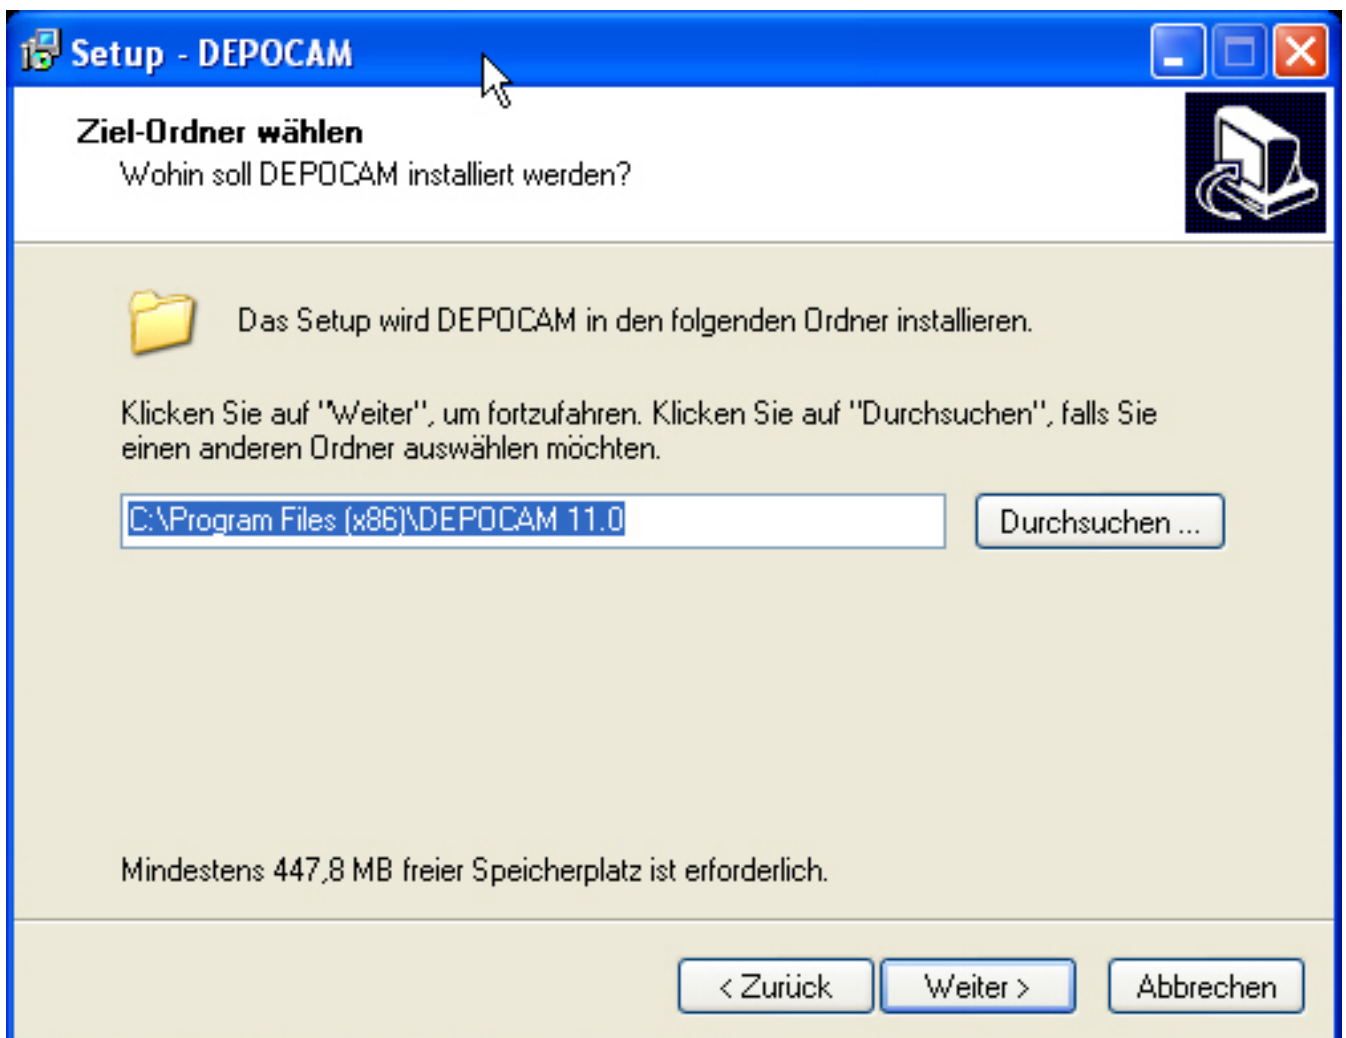 Setup - DEPOCAM
Ziel-Ordner wählen
Wohin soll DEPOCAM installiert werden?
Das Setup wird DEPOCAM in den folgenden Ordner installieren.
Klicken Sie auf "Weiter", um fortzufahren. Klicken Sie auf "Durchsuchen", falls Sie
einen anderen Ordner auswählen möchten.
C:\Program Files (x86)\DEPOCAM 11.0
Durchsuchen ...
Mindestens 447,8 MB freier Speicherplatz ist erforderlich.
< Zurück
Weiter >
Abbrechen